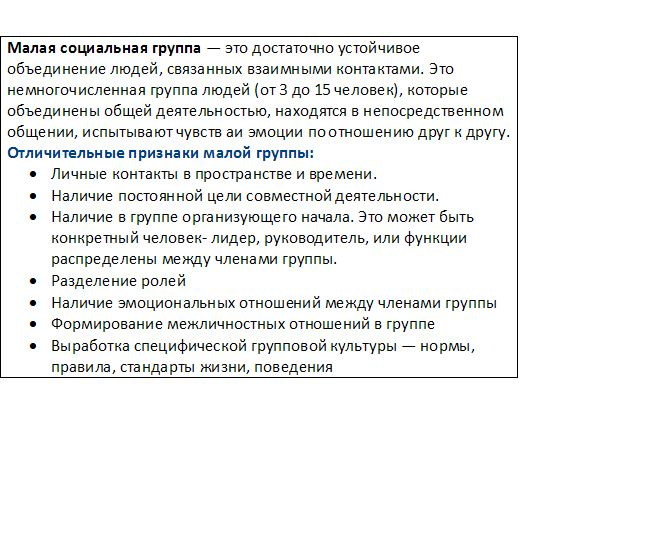 Малая социальная группа — это достаточно устойчивое
объединение людей, связанных взаимными контактами. Это
немногочисленная группа людей (от 3 до 15 человек), которые
объединены общей деятельностью, находятся в непосредственном
общении, испытывают чувств аи эмоции по отношению друг к другу.
Отличительные признаки малой группы:
• Личные контакты в пространстве и времени.
• Наличие постоянной цели совместной деятельности.
• Наличие в группе организующего начала. Это может быть
конкретный человек- лидер, руководитель, или функции
распределены между членами группы.
• Разделение ролей
• Наличие эмоциональных отношений между членами группы
• Формирование межличностных отношений в группе
• Выработка специфической групповой культуры — нормы,
правила, стандарты жизни, поведения